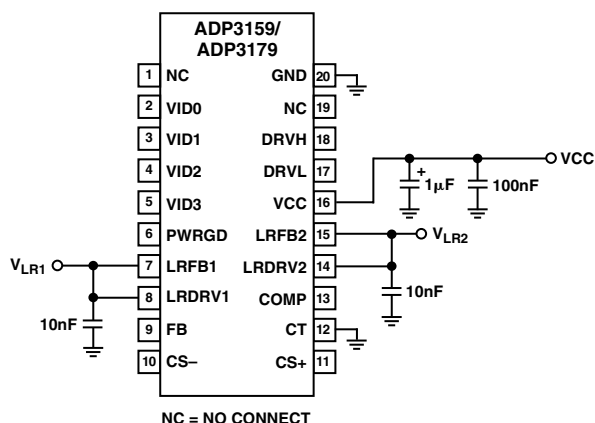 ADP3159/
ADP3179
1 NC GND 20
2 VID0 NC 19
3 VID1 DRVH 18
4 VID2 DRVL 17
5 VID3 VCC 16
6 PWRGD LRFB2 15
7 LRFB1 LRDRV2 14
8 LRDRV1 COMP 13
9 FB CT 12
10 CS– CS+ 11
VCC
+
1μF
100nF
VLR2
10nF
VLR1
10nF
NC = NO CONNECT